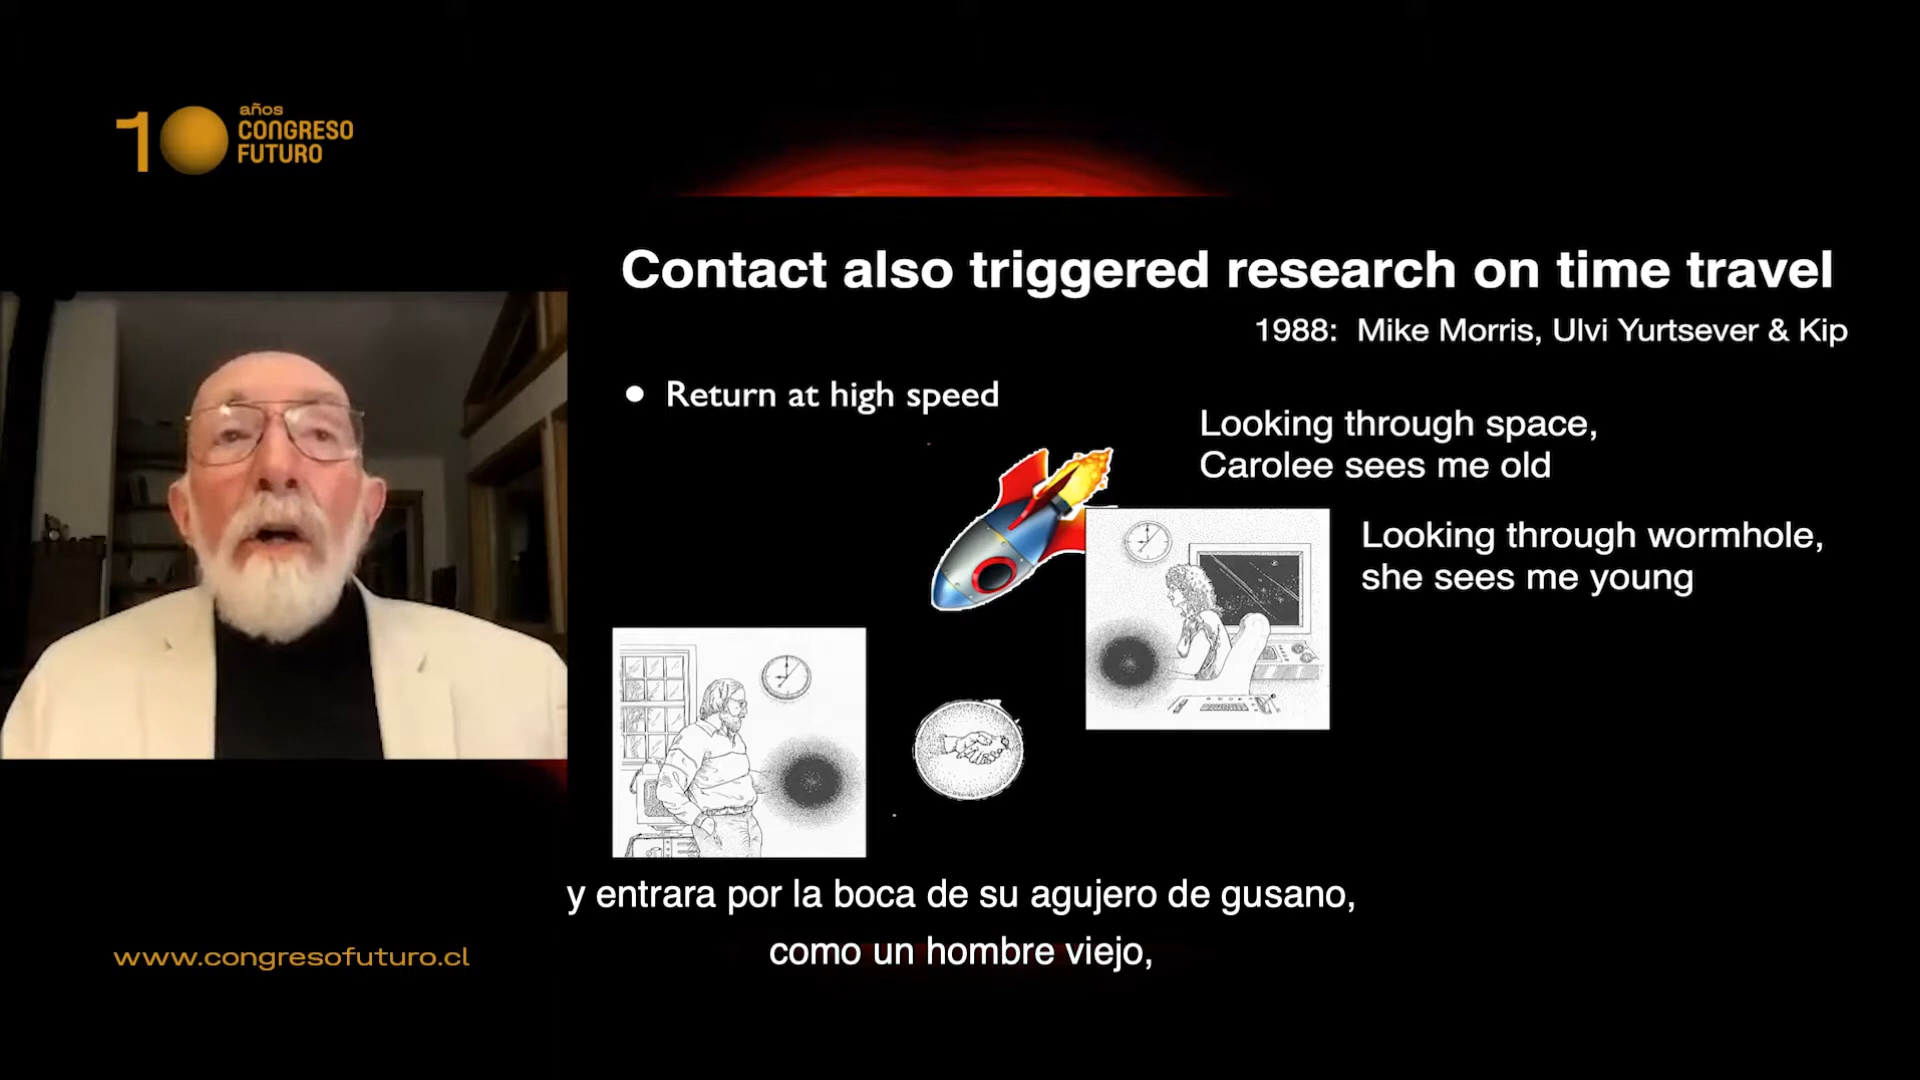 10 años
CONGRESO
FUTURO
Contact also triggered research on time travel
1988: Mike Morris, Ulvi Yurtsever & Kip
• Return at high speed
Looking through space,
Carolee sees me old
Looking through wormhole,
she sees me young
y entrara por la boca de su agujero de gusano,
como un hombre viejo,
www.congresofuturo.cl